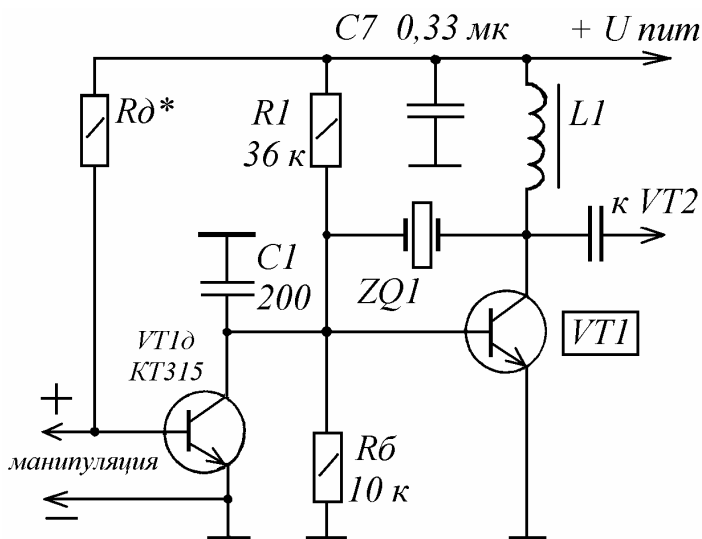 C7 0,33 мк
+ U пит
Rд*
R1
36 к
L1
к VT2
C1
200
ZQ1
VT1
VT1д
КТ315
+
манипуляция
−
Rб
10 к